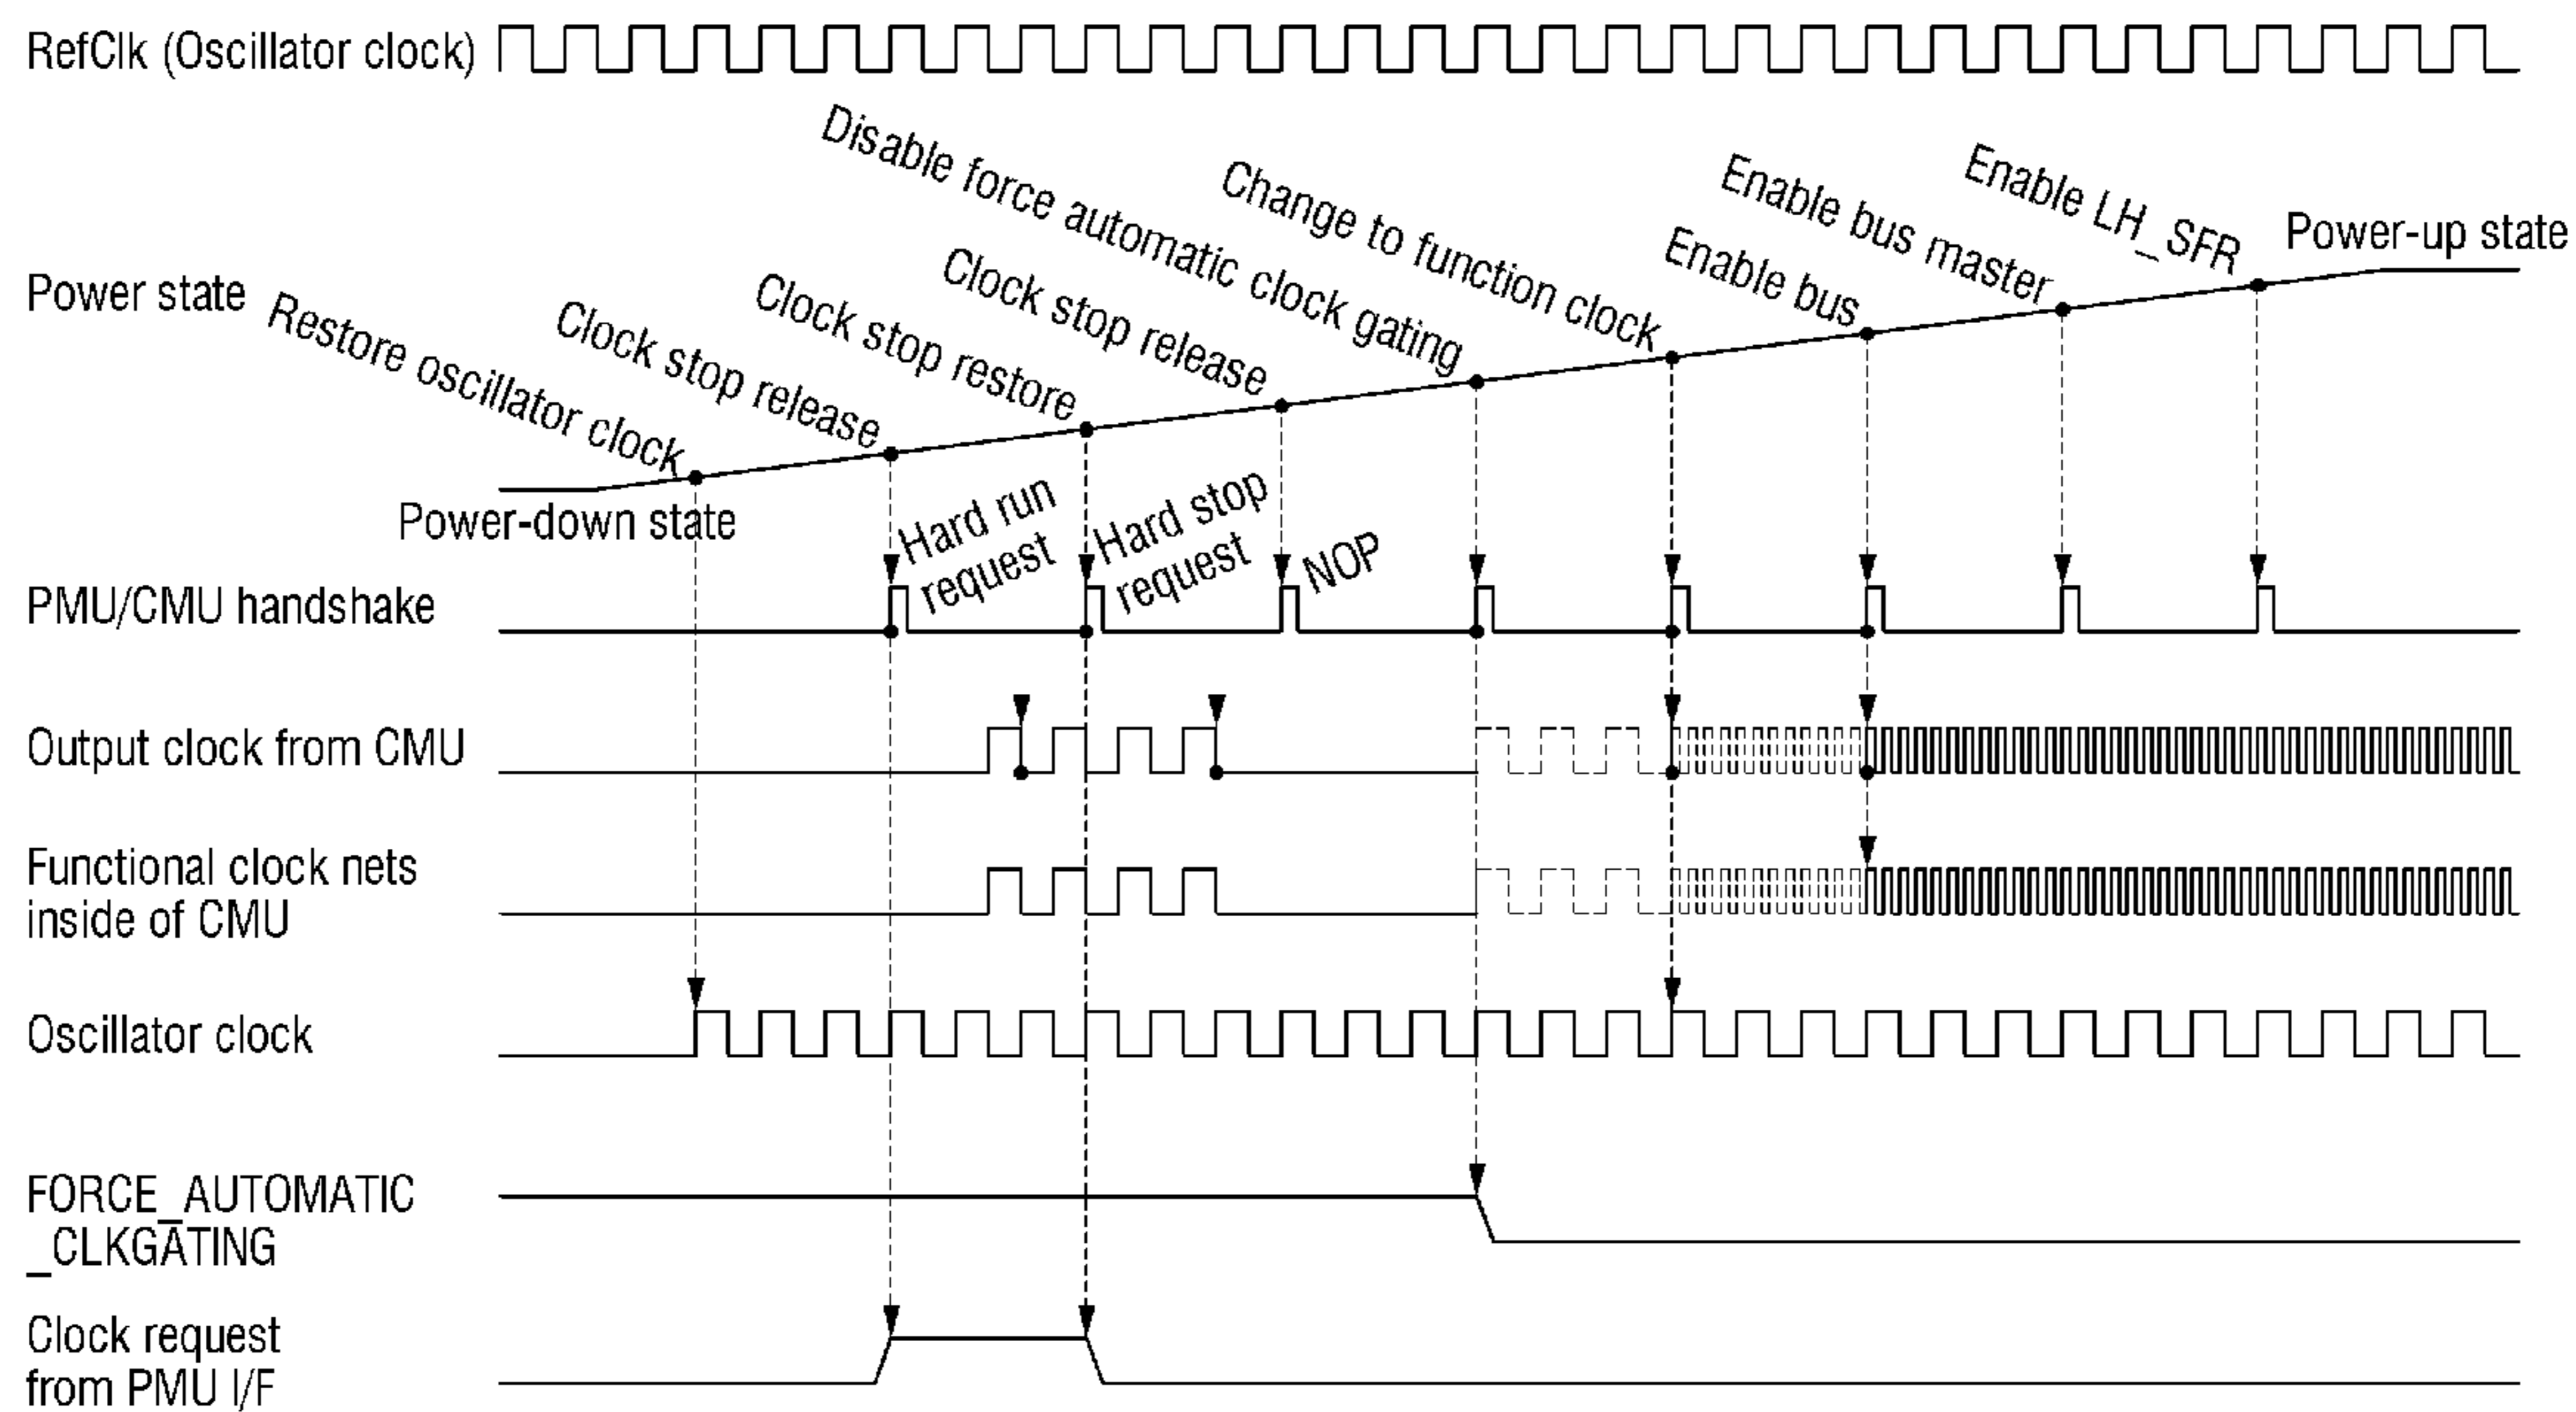 RefClk (Oscillator clock)
Disable force automatic clock gating
Change to function clock
Enable bus master
Enable LH_SFR
Power-up state
Power state
Restore oscillator clock
Clock stop release
Clock stop restore
Clock stop release
Enable bus
Power-down state
Hard run
request
Hard stop
request
NOP
PMU/CMU handshake
Output clock from CMU
Functional clock nets
inside of CMU
Oscillator clock
FORCE_AUTOMATIC
_CLKGATING
Clock request
from PMU I/F